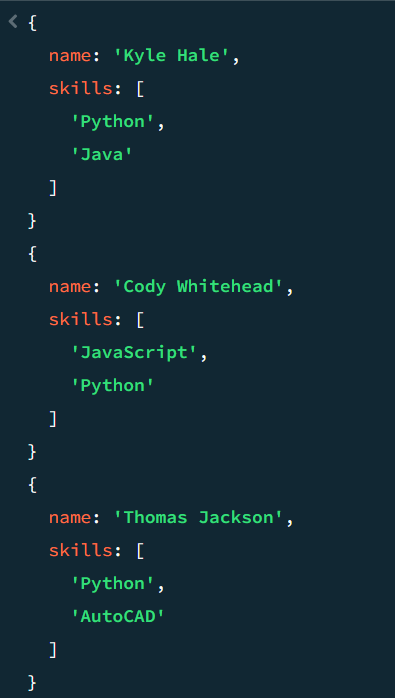 {
name: 'Kyle Hale',
skills: [
'Python',
'Java'
]
}
{
name: 'Cody Whitehead',
skills: [
'JavaScript',
'Python'
]
}
{
name: 'Thomas Jackson',
skills: [
'Python',
'AutoCAD'
]
}